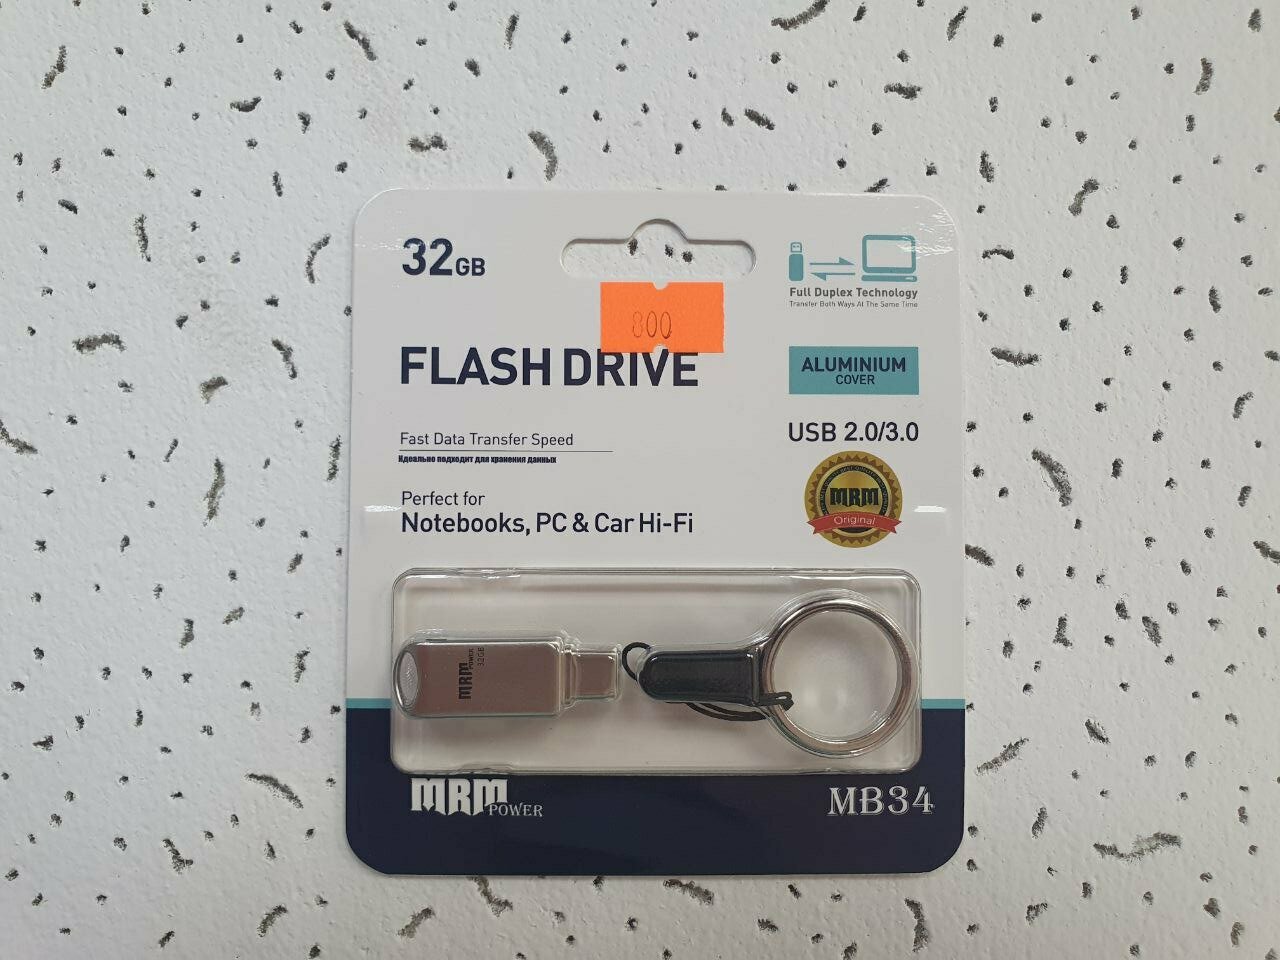 32GB
800
Full Duplex Technology
Transfer Both Ways At The Same Time
FLASH DRIVE
ALUMINIUM
COVER
Fast Data Transfer Speed
Идеально подходит для хранения данных
USB 2.0/3.0
Perfect for
Notebooks, PC & Car Hi-Fi
MRM
Original
MRM
POWER
32GB
MRM POWER
MB34